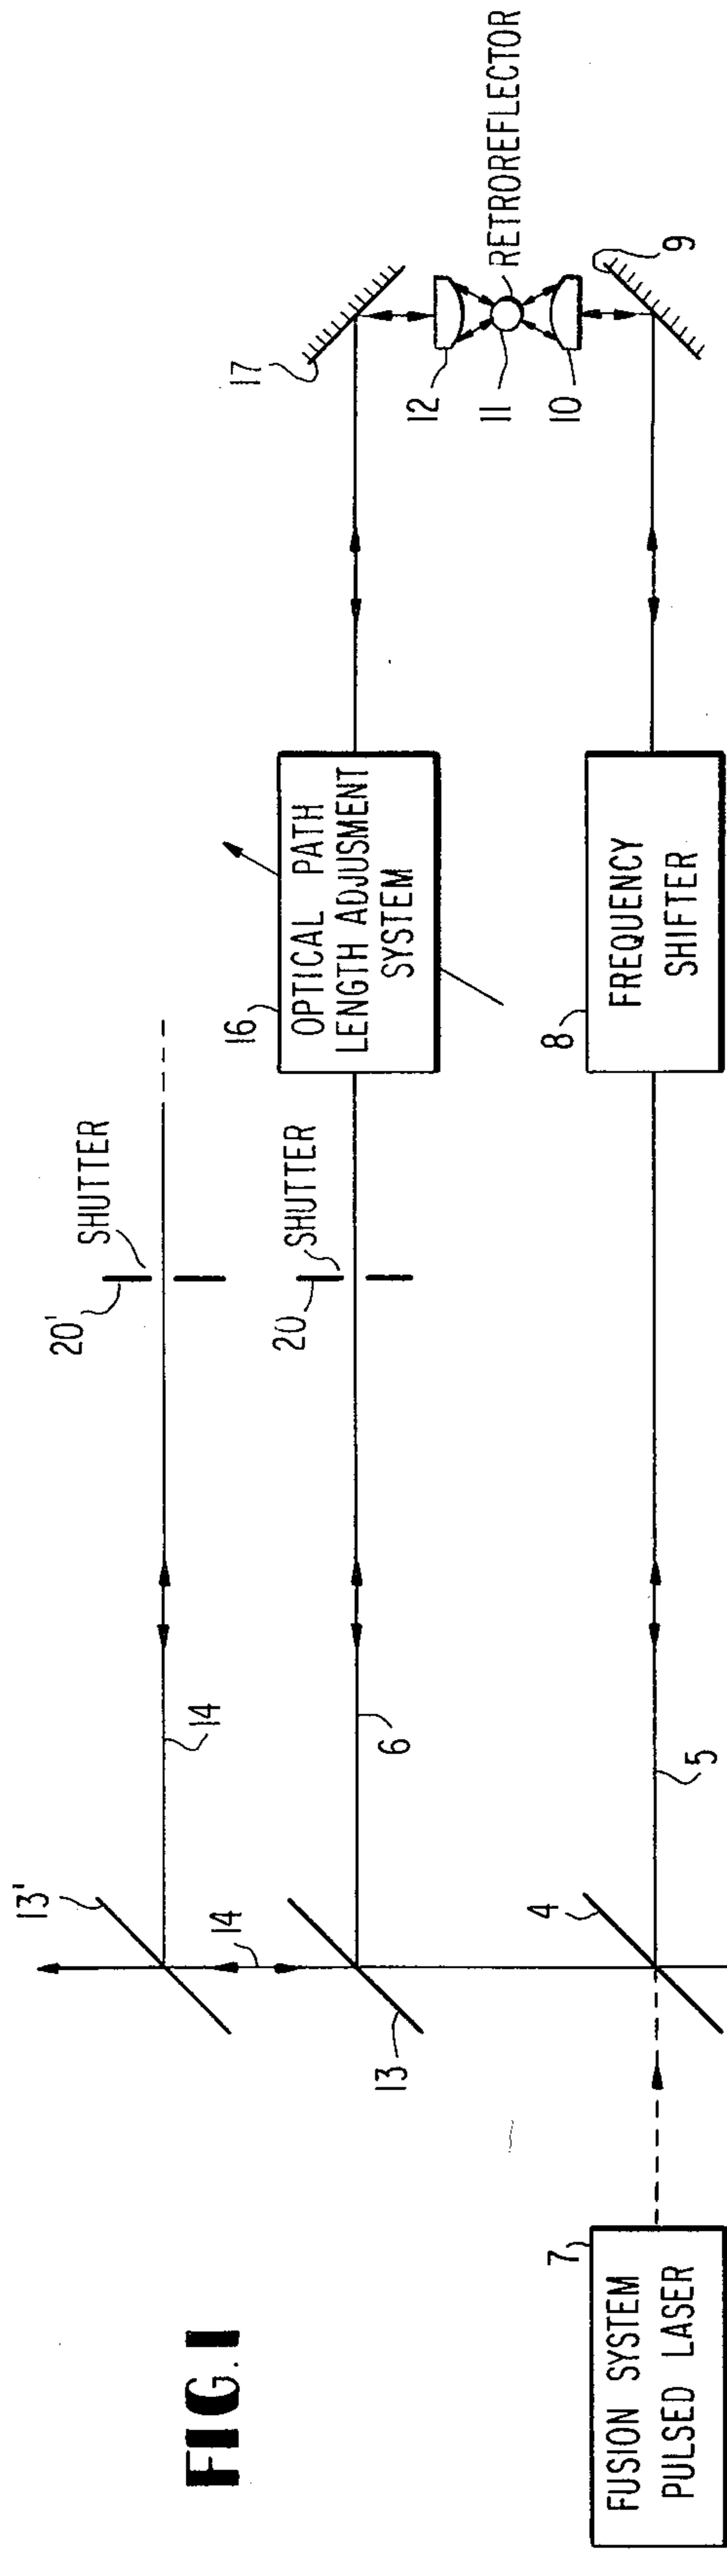 FIG. 1
FUSION SYSTEM
PULSED LASER
7
4
5
13
13'
14
14
6
20'
SHUTTER
20
SHUTTER
16
OPTICAL PATH
LENGTH ADJUSMENT
SYSTEM
8
FREQUENCY
SHIFTER
17
12
11
10
RETROREFLECTOR
9